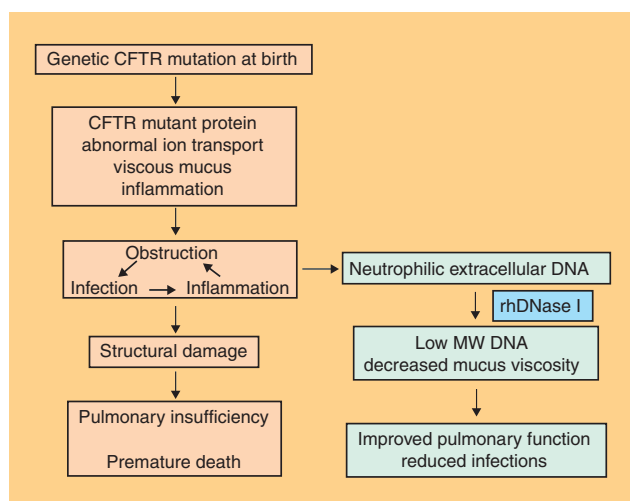 Genetic CFTR mutation at birth
CFTR mutant protein
abnormal ion transport
viscous mucus
inflammation
Obstruction
Infection
Inflammation
Structural damage
Pulmonary insufficiency
Premature death
Neutrophilic extracellular DNA
rhDNase I
Low MW DNA
decreased mucus viscosity
Improved pulmonary function
reduced infections